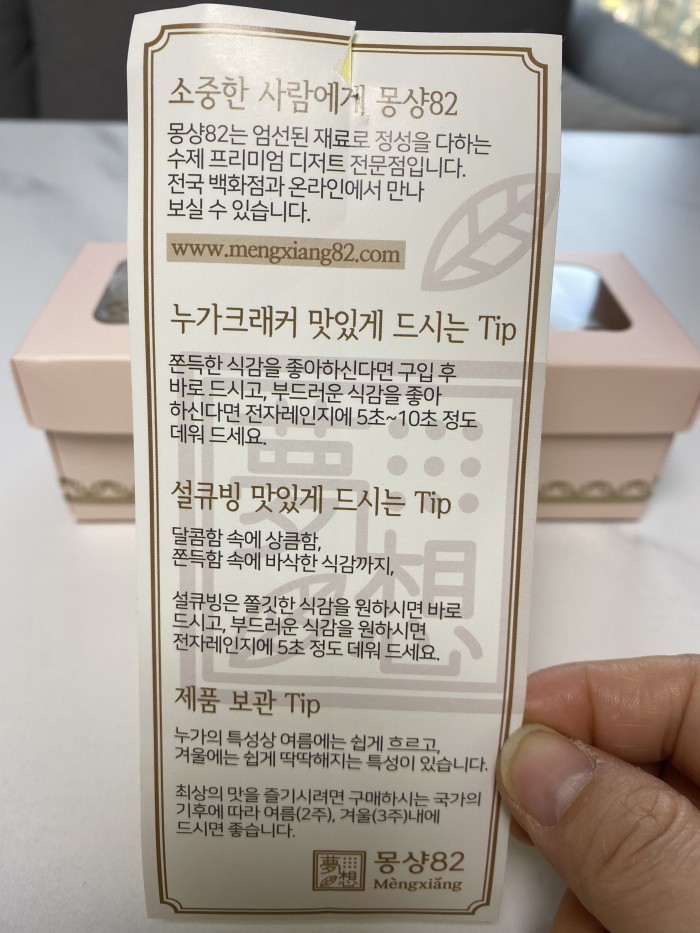 소중한 사람에게, 몽샹82
몽샹82는 엄선된 재료로 정성을 다하는
수제 프리미엄 디저트 전문점입니다.
전국 백화점과 온라인에서 만나
보실 수 있습니다.
www.mengxiang82.com
누가크래커 맛있게 드시는 Tip
쫀득한 식감을 좋아하신다면 구입 후
바로 드시고, 부드러운 식감을 좋아
하신다면 전자레인지에 5초~10초 정도
데워 드세요.
설큐빙 맛있게 드시는 Tip
달콤함 속에 상큼함,
쫀득함 속에 바삭한 식감까지,
설큐빙은 쫄깃한 식감을 원하시면 바로
드시고, 부드러운 식감을 원하시면
전자레인지에 5초 정도 데워 드세요.
제품 보관 Tip
누가의 특성상 여름에는 쉽게 흐르고,
겨울에는 쉽게 딱딱해지는 특성이 있습니다.
최상의 맛을 즐기시려면 구매하시는 국가의
기후에 따라 여름(2주), 겨울(3주)내에
드시면 좋습니다.
夢想
몽샹82
Mèngxiǎng